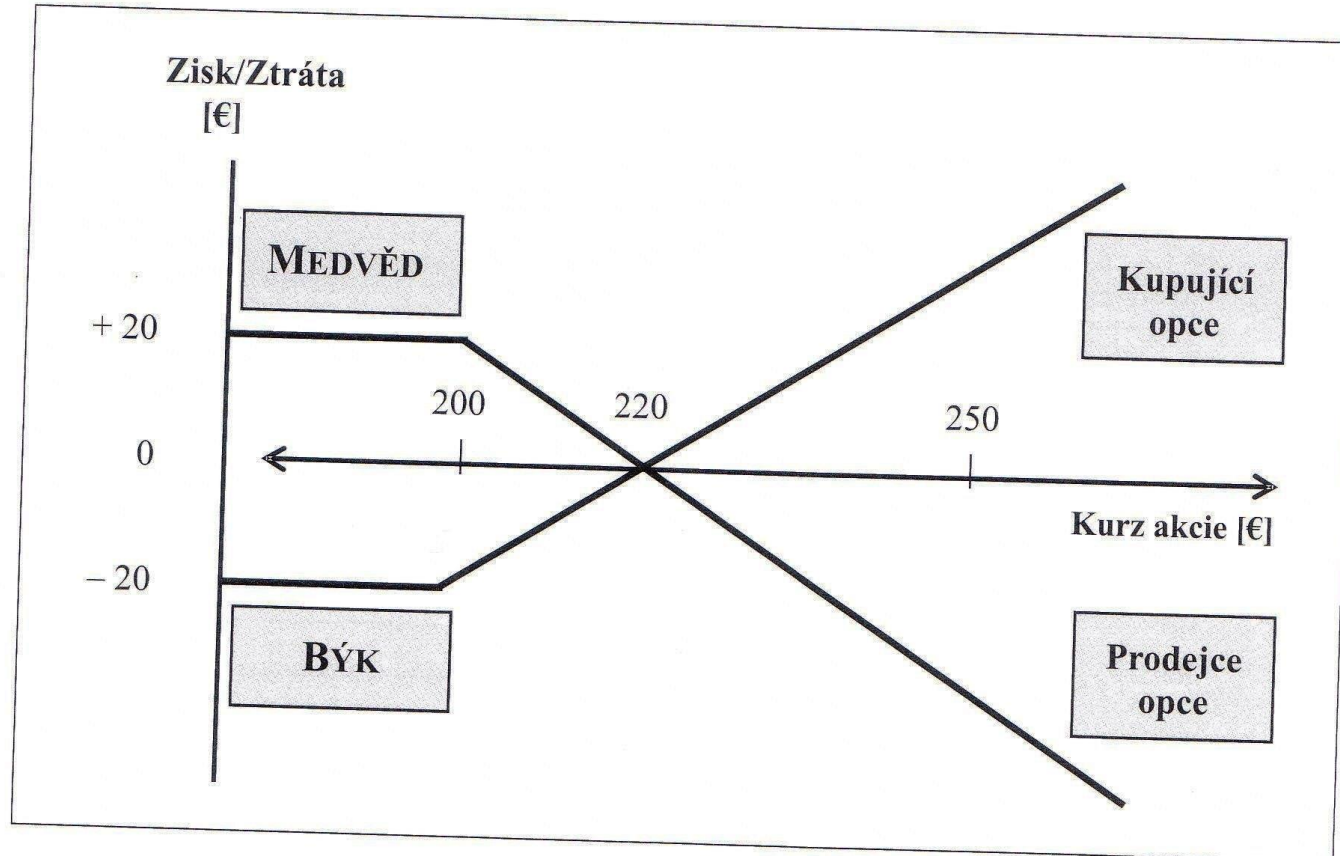 Zisk/Ztráta
[€]
MEDVĚD
Kupující
opce
+ 20
200
220
250
0
Kurz akcie [€]
– 20
BÝK
Prodejce
opce